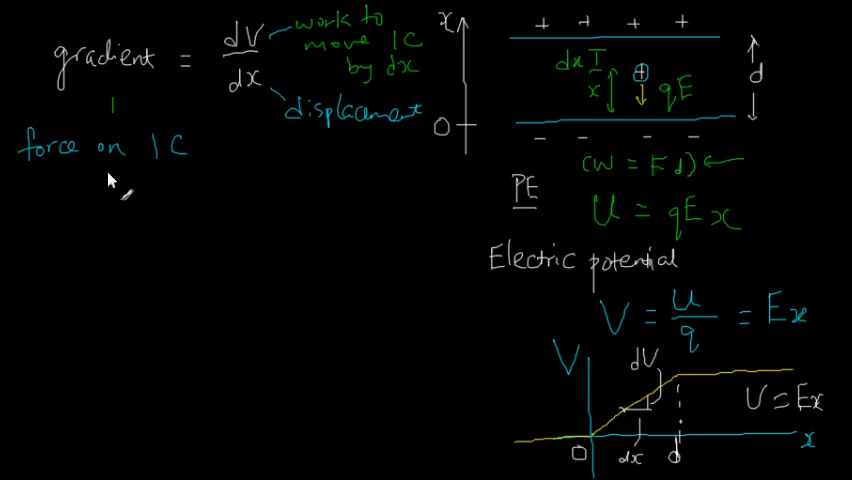 gradient = dV/dx
work to move 1C by dx
displacement
force on 1C
x
0
+ + + +
dx
x
+
qE
d
- - - -
(W = Fd) ←
PE
U = qEx
Electric potential
V = U/q = Ex
V
dV
V = Ex
0
dx
d
x